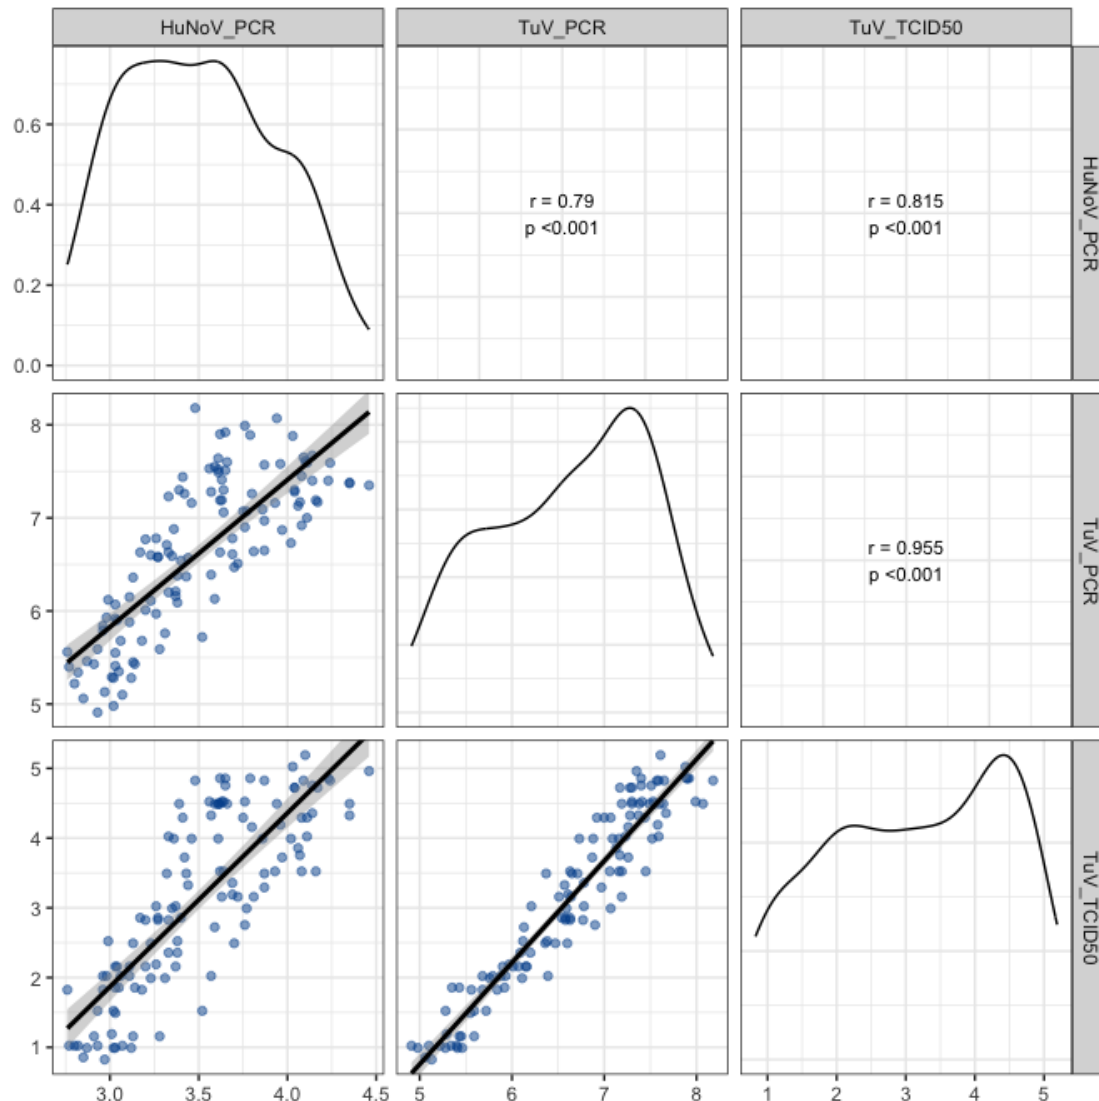 HuNoV_PCR
TuV_PCR
TuV_TCID50
0.6
0.4
0.2
0.0
r = 0.79
p <0.001
r = 0.815
p <0.001
HuNoV_PCR
8
7
6
5
r = 0.955
p <0.001
TuV_PCR
5
4
3
2
1
TuV_TCID50
3.0
3.5
4.0
4.5
5
6
7
8
1
2
3
4
5